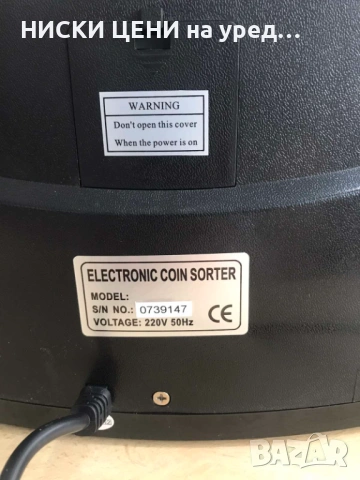 НИСКИ ЦЕНИ на уред...
WARNING
Don't open this cover
When the power is on
ELECTRONIC COIN SORTER
MODEL:
S/N NO.: 0739147
VOLTAGE: 220V 50Hz
CE
BAZAR